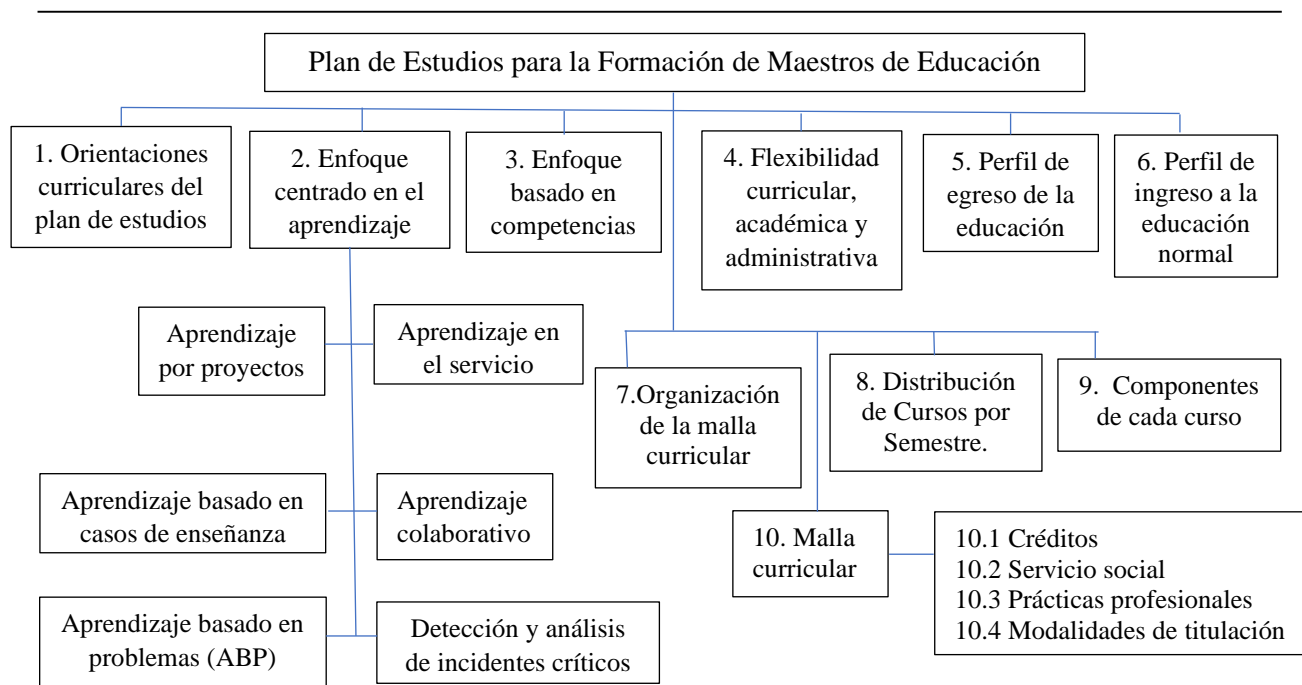 Plan de Estudios para la Formación de Maestros de Educación
1. Orientaciones
curriculares del
plan de estudios
2. Enfoque
centrado en el
aprendizaje
3. Enfoque
basado en
competencias
4. Flexibilidad
curricular,
académica y
administrativa
5. Perfil de
egreso de la
educación
6. Perfil de
ingreso a la
educación
normal
Aprendizaje
por proyectos
Aprendizaje en
el servicio
7.Organización
de la malla
curricular
8. Distribución
de Cursos por
Semestre.
9. Componentes
de cada curso
Aprendizaje basado en
casos de enseñanza
Aprendizaje
colaborativo
10. Malla
curricular
10.1 Créditos
10.2 Servicio social
10.3 Prácticas profesionales
10.4 Modalidades de titulación
Aprendizaje basado en
problemas (ABP)
Detección y análisis
de incidentes críticos